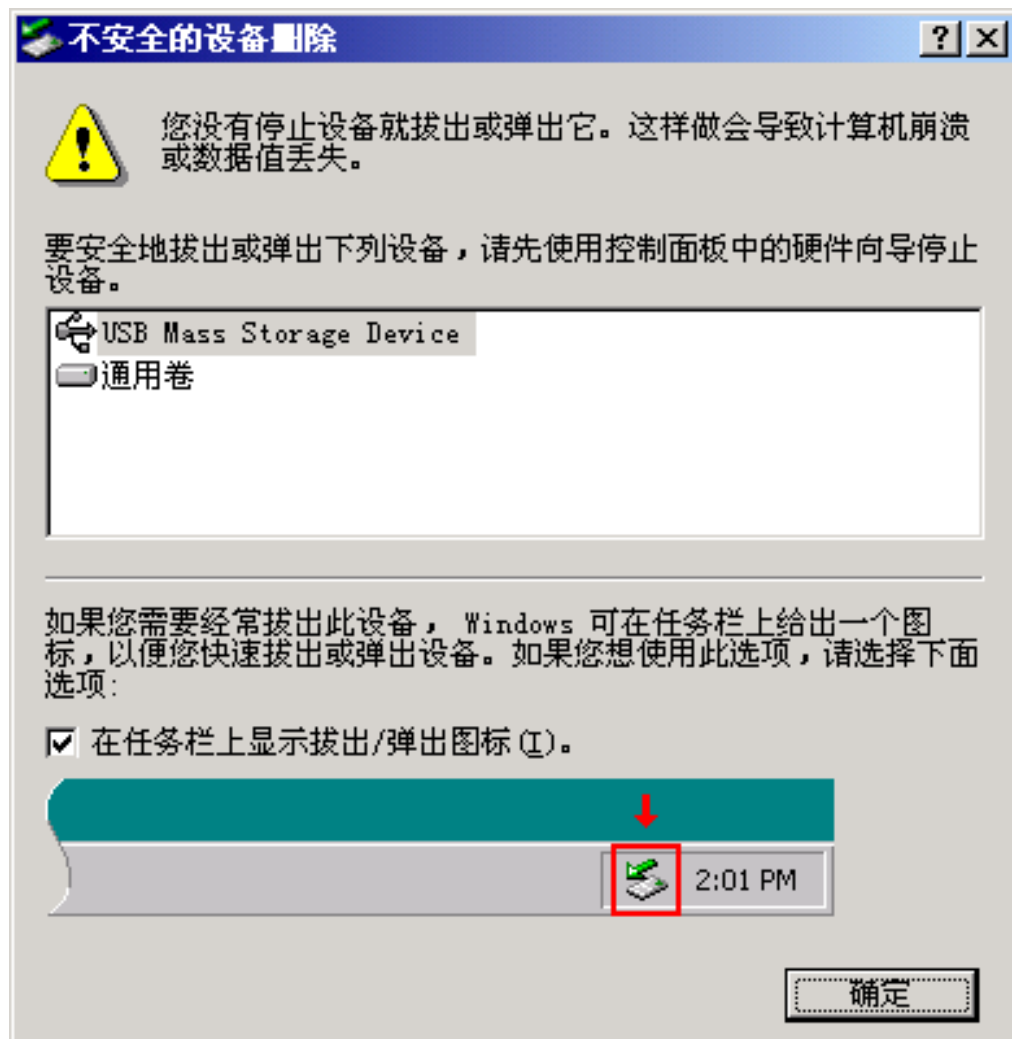 不安全的设备删除
您没有停止设备就拔出或弹出它。这样做会导致计算机崩溃
或数据值丢失。
要安全地拔出或弹出下列设备，请先使用控制面板中的硬件向导停止
设备。
USB Mass Storage Device
通用卷
如果您需要经常拔出此设备， Windows 可在任务栏上给出一个图
标，以便您快速拔出或弹出设备。如果您想使用此选项，请选择下面
选项:
在任务栏上显示拔出/弹出图标(I)。
2:01 PM
确定